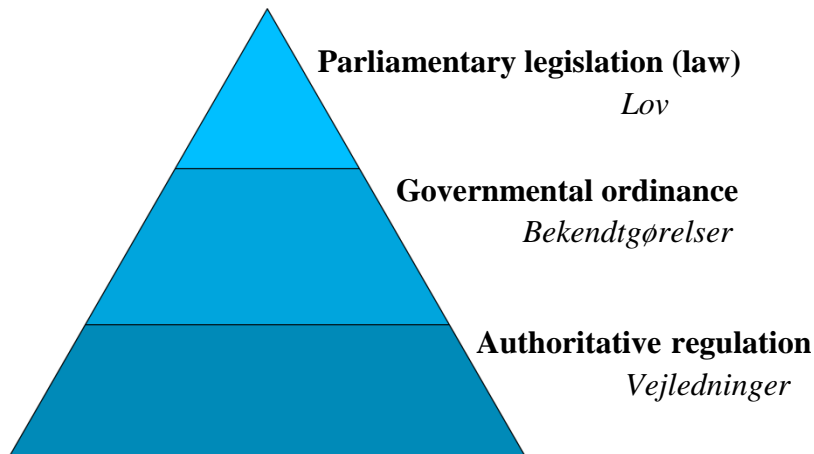 Parliamentary legislation (law)
Lov
Governmental ordinance
Bekendtgørelser
Authoritative regulation
Vejledninger